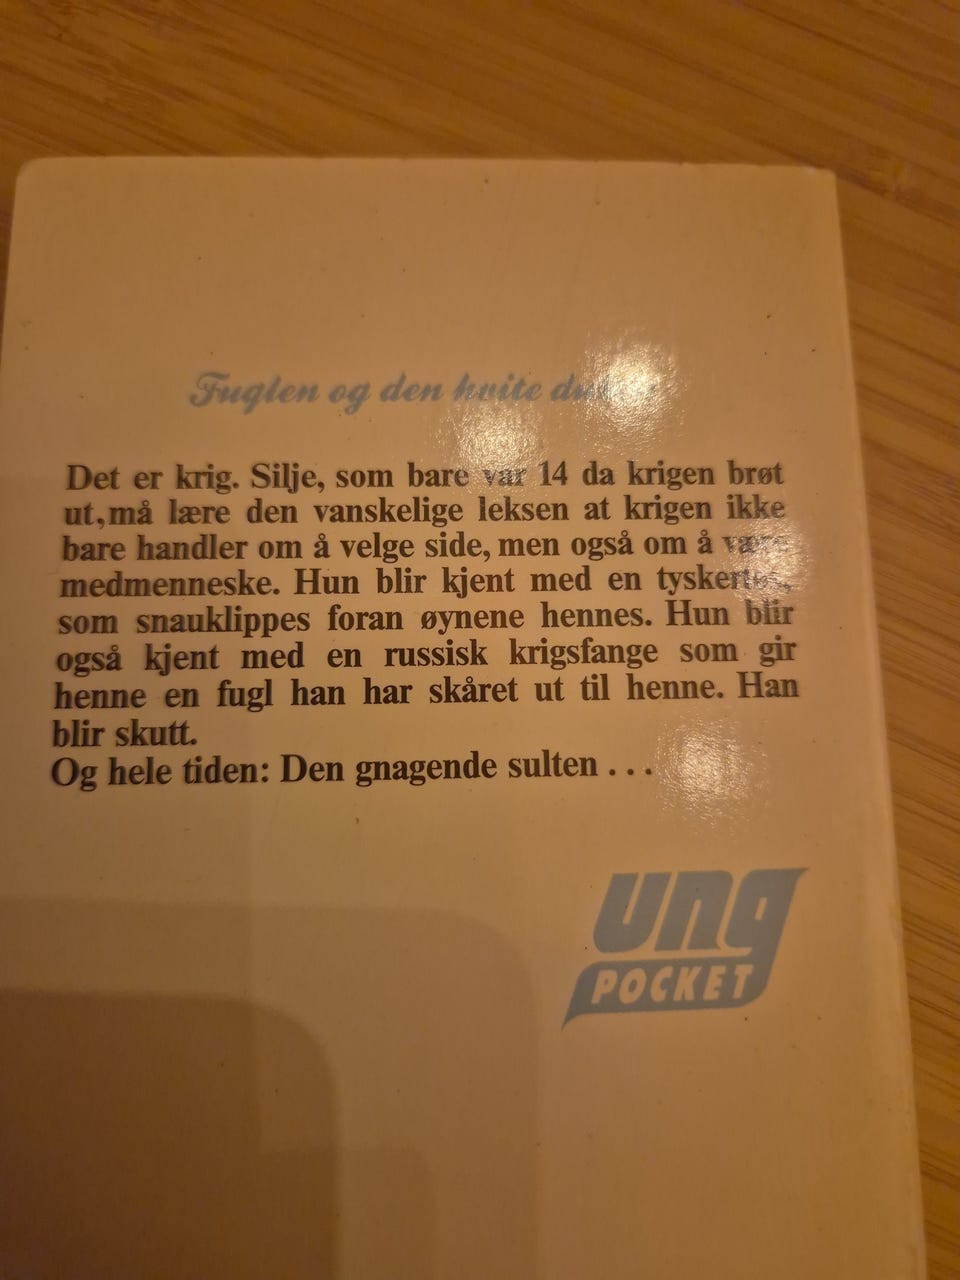 Fuglen og den hvite
Det er krig. Silje, som bare var 14 da krigen brøt
ut, må lære den vanskelige leksen at krigen ikke
bare handler om å velge side, men også om å være
medmenneske. Hun blir kjent med en tyskertøs,
som snauklippes foran øynene hennes. Hun blir
også kjent med en russisk krigsfange som gir
henne en fugl han har skåret ut til henne. Han
blir skutt.
Og hele tiden: Den gnagende sulten . . .
ung
POCKET